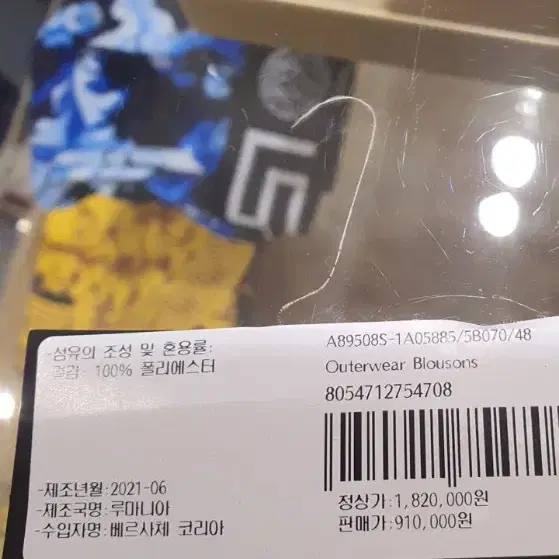 -섬유의 조성 및 혼용률:
겉감: 100% 폴리에스터
-제조년월:2021-06
-제조국명:루마니아
-수입자명:베르사체 코리아
A89508S-1A05885/5B070/48
Outerwear Blousons
8054712754708
정상가:1,820,000원
판매가:910,000원